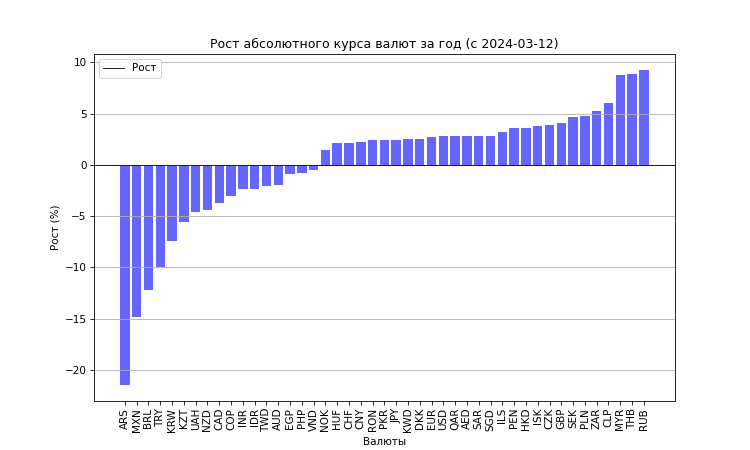 Рост абсолютного курса валют за год (с 2024-03-12)
Рост
10
5
0
−5
−10
−15
−20
Рост (%)
ARS MXN BRL TRY KRW KZT UAH NZD CAD COP INR IDR TWD AUD EGP PHP VND NOK HUF CHF CNY RON PKR JPY KWD DKK EUR USD QAR AED SAR SGD ILS PEN HKD ISK CZK GBP SEK PLN ZAR CLP MYR THB RUB
Валюты